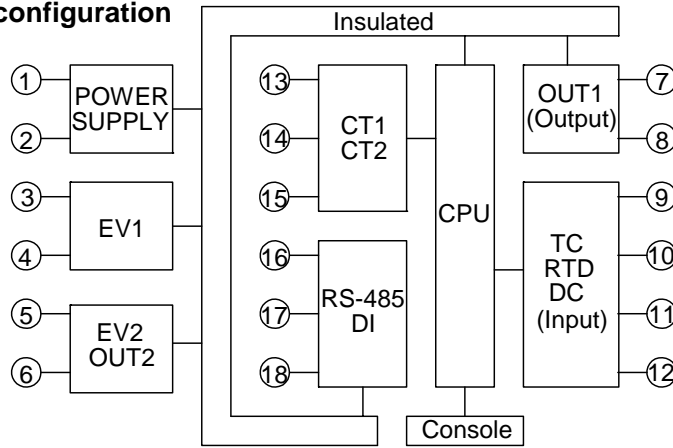 configuration
Insulated
1
2
POWER
SUPPLY
3
4
EV1
5
6
EV2
OUT2
13
14
15
CT1
CT2
16
17
18
RS-485
DI
CPU
Console
OUT1
(Output)
7
8
TC
RTD
DC
(Input)
9
10
11
12